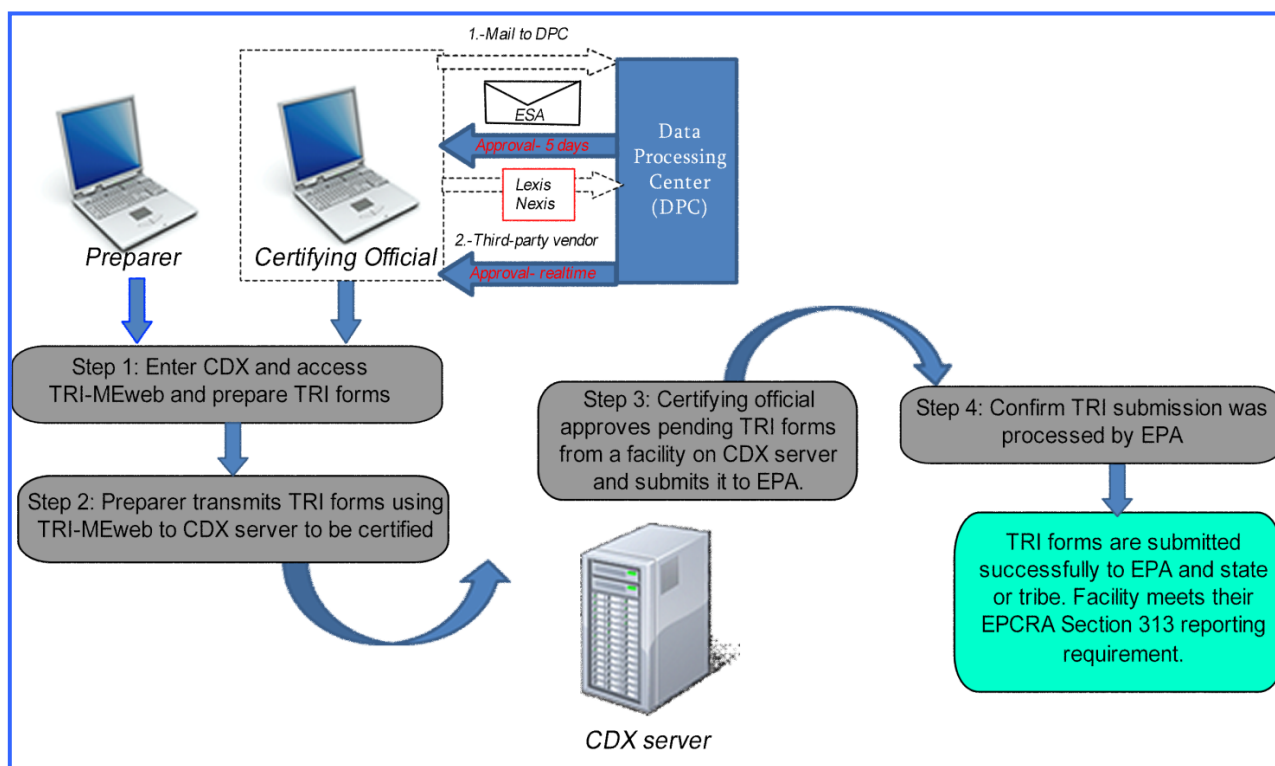 1.-Mail to DPC
ESA
Approval- 5 days
Lexis
Nexis
2.-Third-party vendor
Approval- realtime
Data
Processing
Center
(DPC)
Preparer
Certifying Official
Step 1: Enter CDX and access
TRI-MEweb and prepare TRI forms
Step 2: Preparer transmits TRI forms using
TRI-MEweb to CDX server to be certified
Step 3: Certifying official
approves pending TRI forms
from a facility on CDX server
and submits it to EPA.
CDX server
Step 4: Confirm TRI submission was
processed by EPA
TRI forms are submitted
successfully to EPA and state
or tribe. Facility meets their
EPCRA Section 313 reporting
requirement.